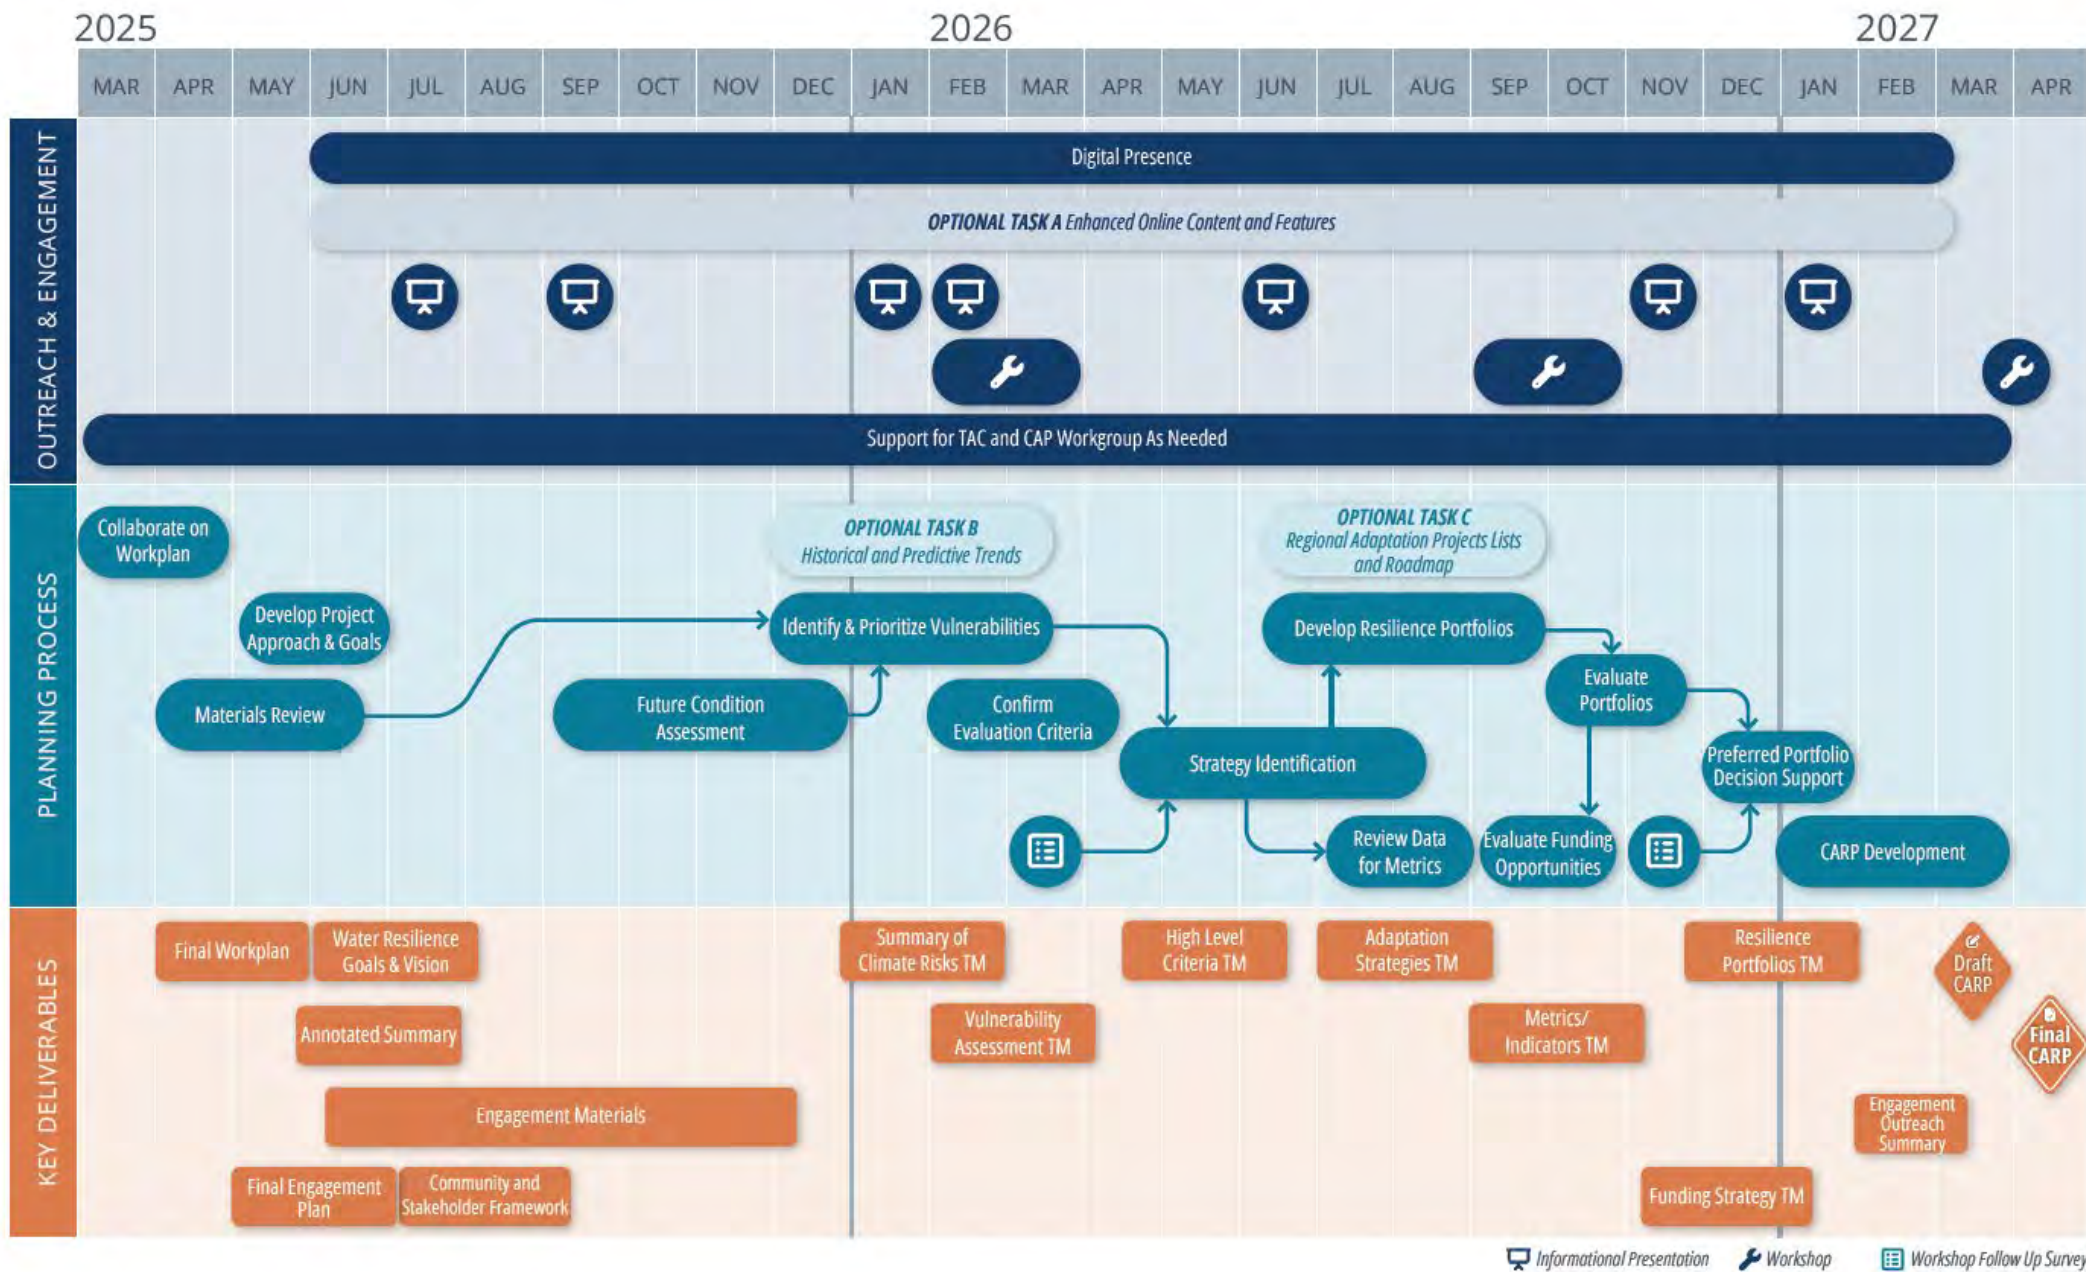 2025
2026
2027
MAR APR MAY JUN JUL AUG SEP OCT NOV DEC JAN FEB MAR APR MAY JUN JUL AUG SEP OCT NOV DEC JAN FEB MAR APR
OUTREACH & ENGAGEMENT
Digital Presence
OPTIONAL TASK A Enhanced Online Content and Features
Support for TAC and CAP Workgroup As Needed
PLANNING PROCESS
Collaborate on
Workplan
OPTIONAL TASK B
Historical and Predictive Trends
OPTIONAL TASK C
Regional Adaptation Projects Lists
and Roadmap
Develop Project
Approach & Goals
Identify & Prioritize Vulnerabilities
Develop Resilience Portfolios
Materials Review
Future Condition
Assessment
Confirm
Evaluation Criteria
Evaluate
Portfolios
Strategy Identification
Preferred Portfolio
Decision Support
Review Data
for Metrics
Evaluate Funding
Opportunities
CARP Development
KEY DELIVERABLES
Final Workplan
Water Resilience
Goals & Vision
Summary of
Climate Risks TM
High Level
Criteria TM
Adaptation
Strategies TM
Resilience
Portfolios TM
Draft
CARP
Annotated Summary
Vulnerability
Assessment TM
Metrics/
Indicators TM
Final
CARP
Engagement Materials
Engagement
Outreach
Summary
Final Engagement
Plan
Community and
Stakeholder Framework
Funding Strategy TM
Informational Presentation
Workshop
Workshop Follow Up Survey